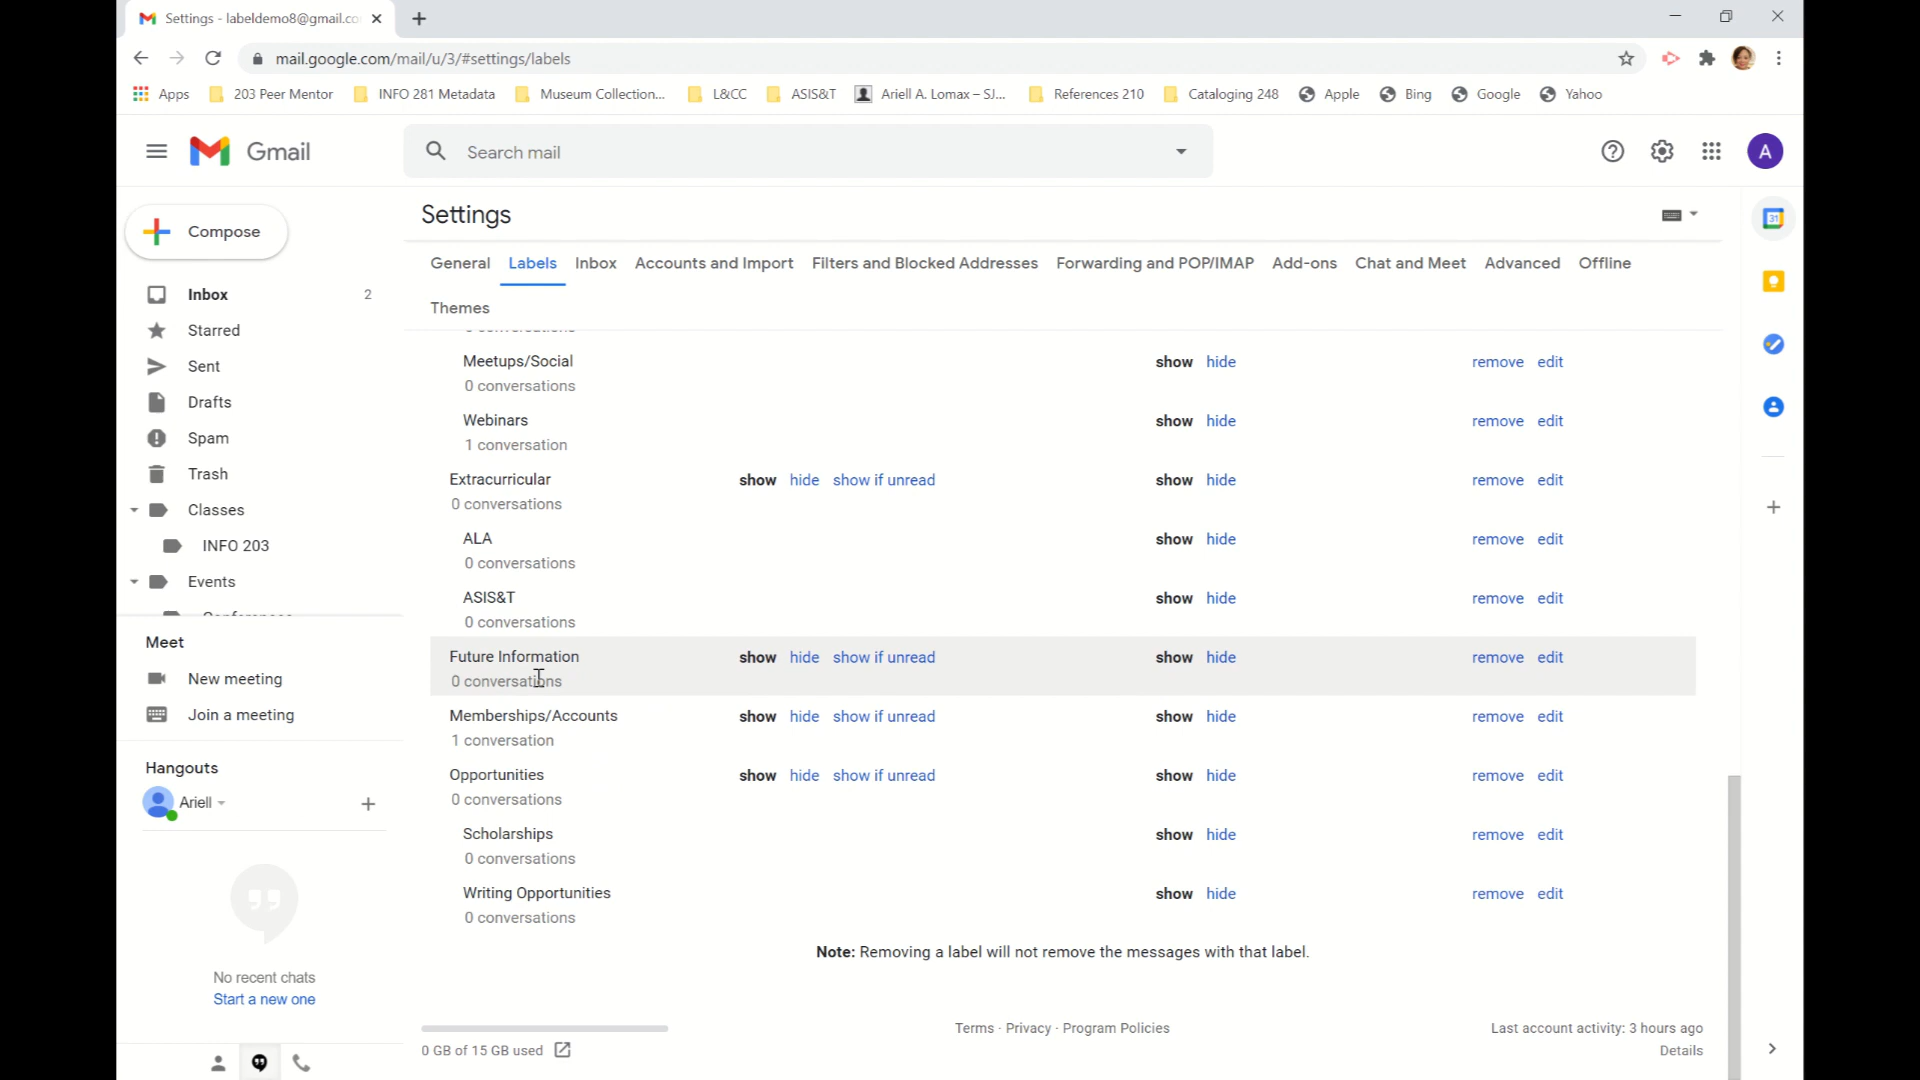 Settings - labeldemo8@gmail.co
mail.google.com/mail/u/3/#settings/labels
Apps 203 Peer Mentor INFO 281 Metadata Museum Collection... L&CC ASIS&T Ariell A. Lomax – SJ... References 210 Cataloging 248 Apple Bing Google Yahoo
Gmail
Search mail
A
Compose
Inbox 2
Starred
Sent
Drafts
Spam
Trash
Classes
INFO 203
Events
Conferences
Meet
New meeting
Join a meeting
Hangouts
Ariell
No recent chats
Start a new one
Settings
General Labels Inbox Accounts and Import Filters and Blocked Addresses Forwarding and POP/IMAP Add-ons Chat and Meet Advanced Offline
Themes
Meetups/Social show hide remove edit
0 conversations
Webinars show hide remove edit
1 conversation
Extracurricular show hide show if unread show hide remove edit
0 conversations
ALA show hide remove edit
0 conversations
ASIS&T show hide remove edit
0 conversations
Future Information show hide show if unread show hide remove edit
0 conversations
Memberships/Accounts show hide show if unread show hide remove edit
1 conversation
Opportunities show hide show if unread show hide remove edit
0 conversations
Scholarships show hide remove edit
0 conversations
Writing Opportunities show hide remove edit
0 conversations
Note: Removing a label will not remove the messages with that label.
0 GB of 15 GB used
Terms · Privacy · Program Policies
Last account activity: 3 hours ago
Details
31